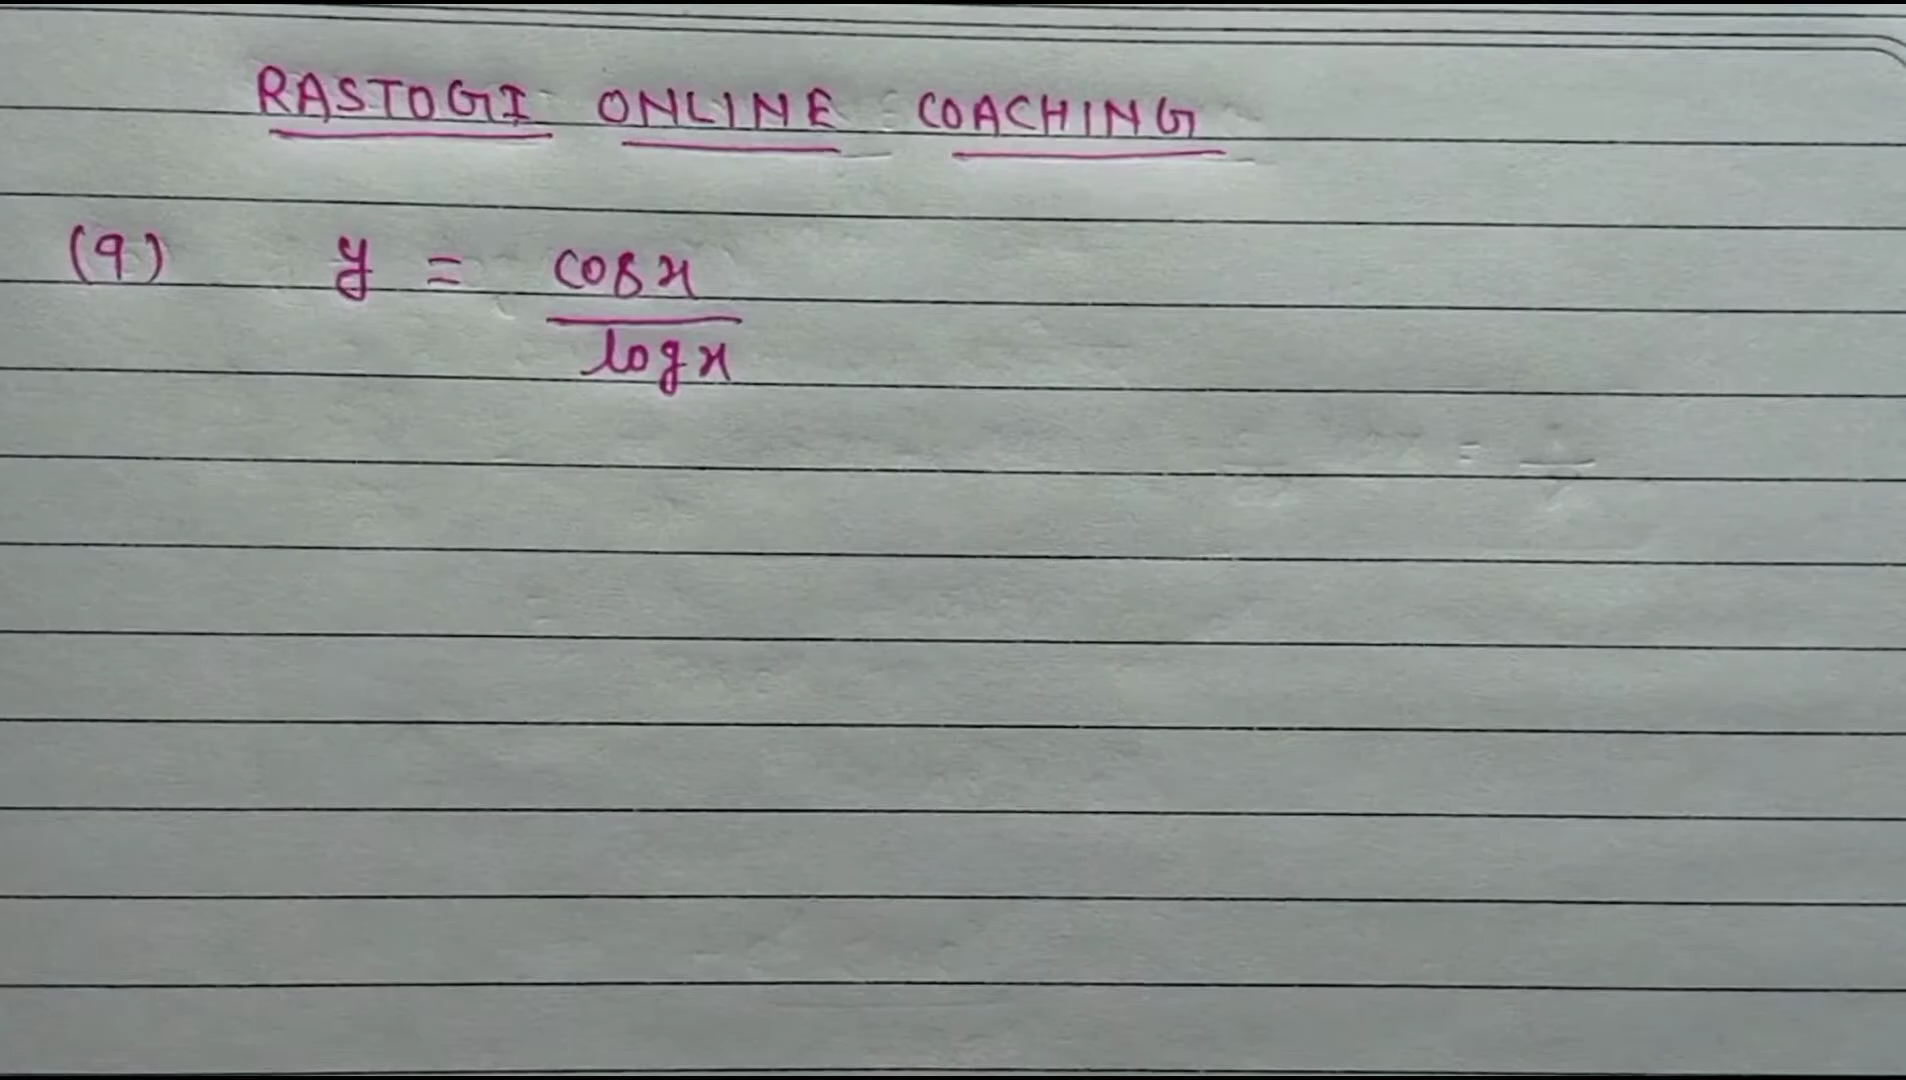 RASTOGI ONLINE COACHING
(9) y = cosx
logx